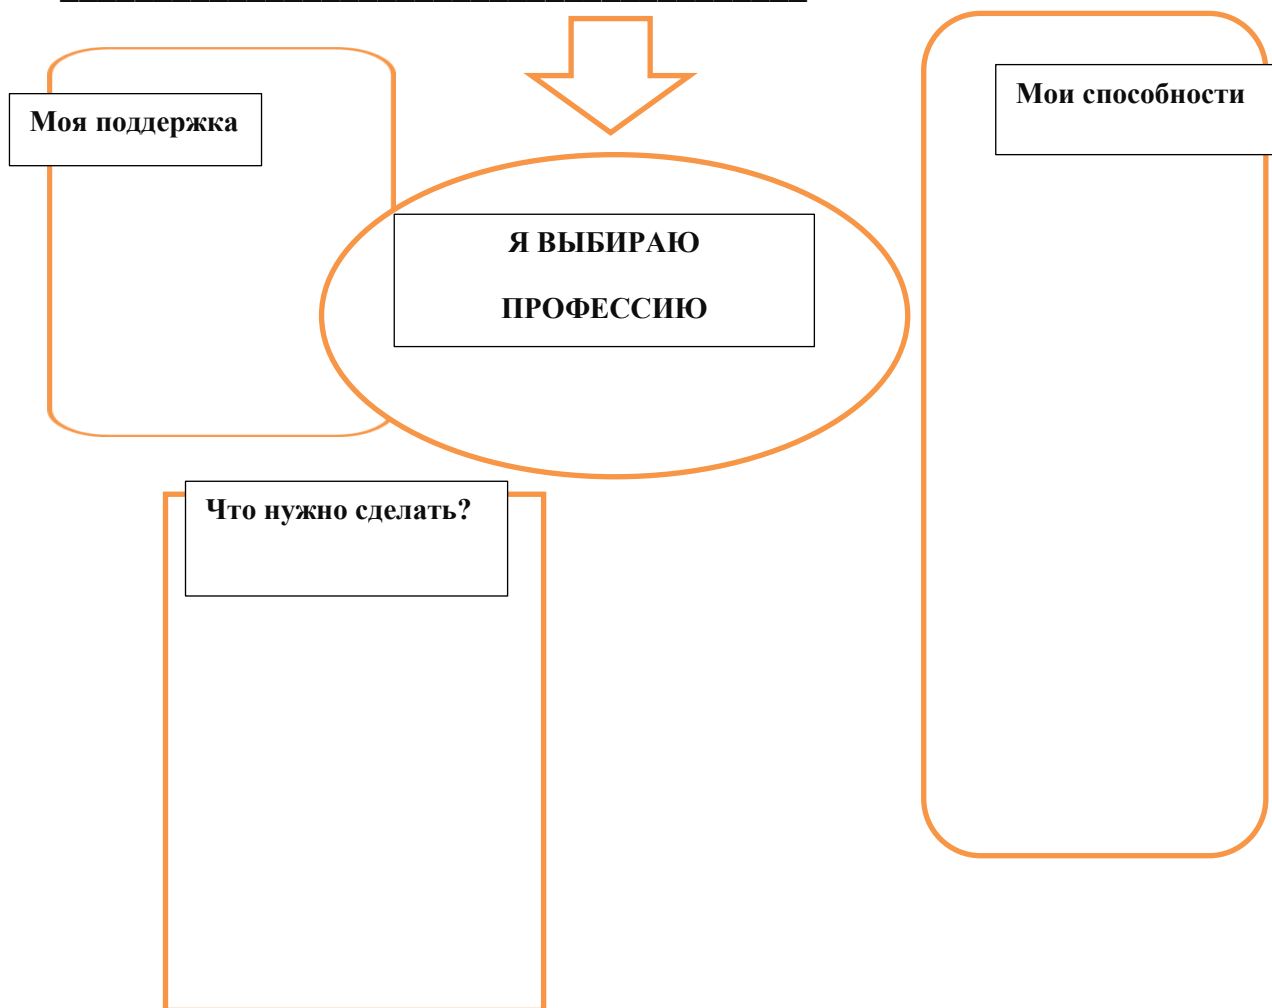 Моя поддержка
Мои способности
Я ВЫБИРАЮ
ПРОФЕССИЮ
Что нужно сделать?